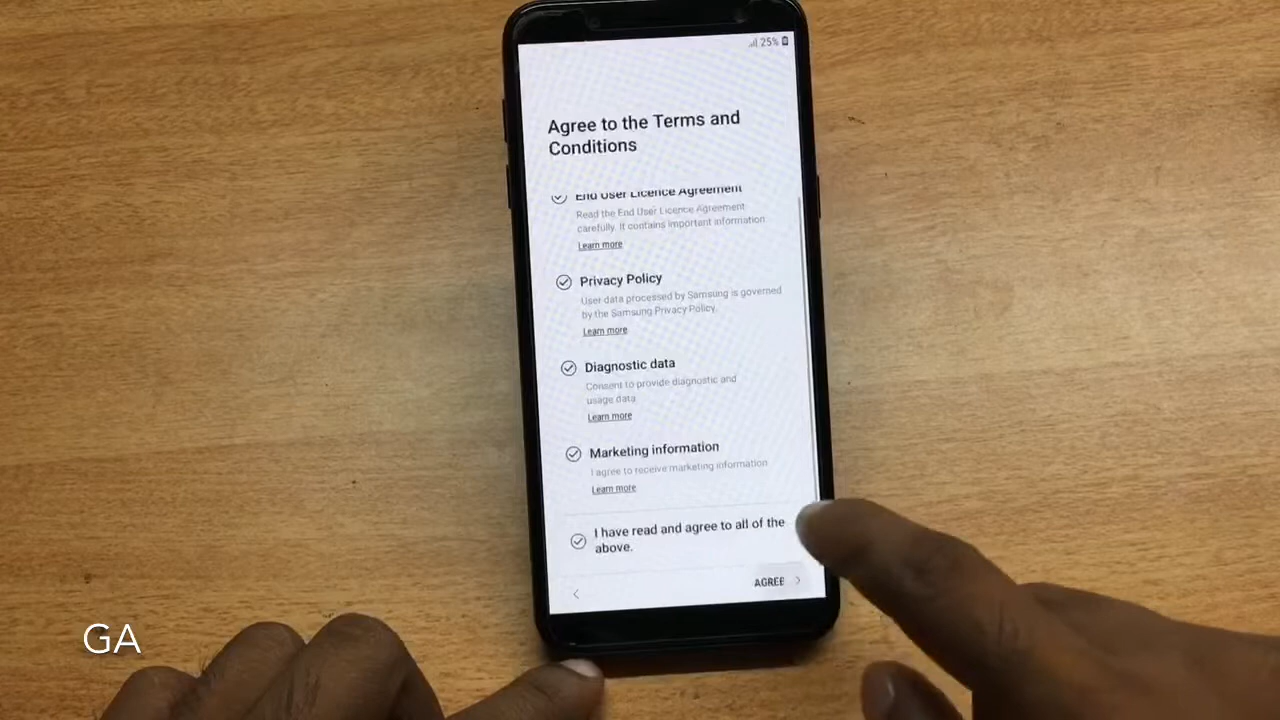 25%
Agree to the Terms and
Conditions
End User Licence Agreement
Read the End User Licence Agreement
carefully. It contains important information.
Learn more
Privacy Policy
User data processed by Samsung is governed
by the Samsung Privacy Policy.
Learn more
Diagnostic data
Consent to provide diagnostic and
usage data
Learn more
Marketing information
I agree to receive marketing information
Learn more
I have read and agree to all of the
above.
AGREE
GA